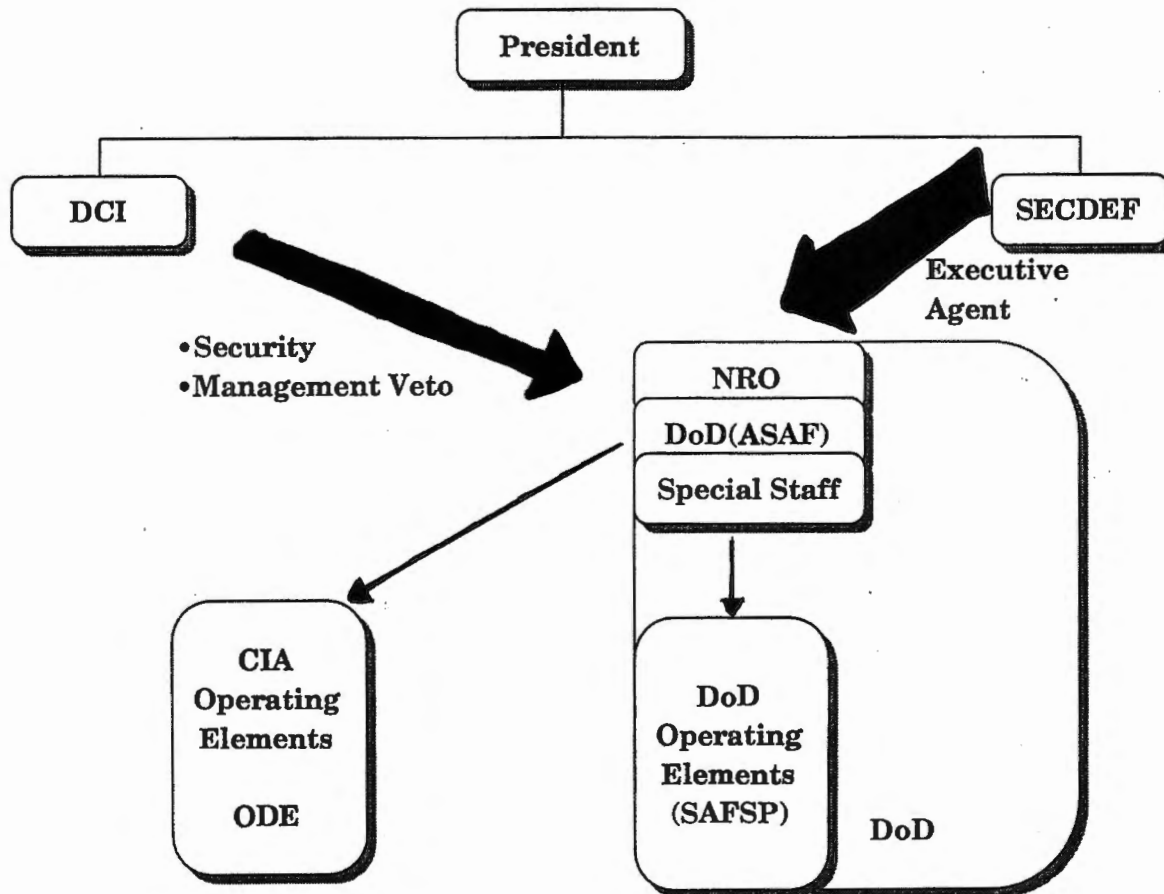 President
DCI
SECDEF
Executive
Agent
•Security
•Management Veto
NRO
DoD(ASAF)
Special Staff
CIA
Operating
Elements
ODE
DoD
Operating
Elements
(SAFSP)
DoD